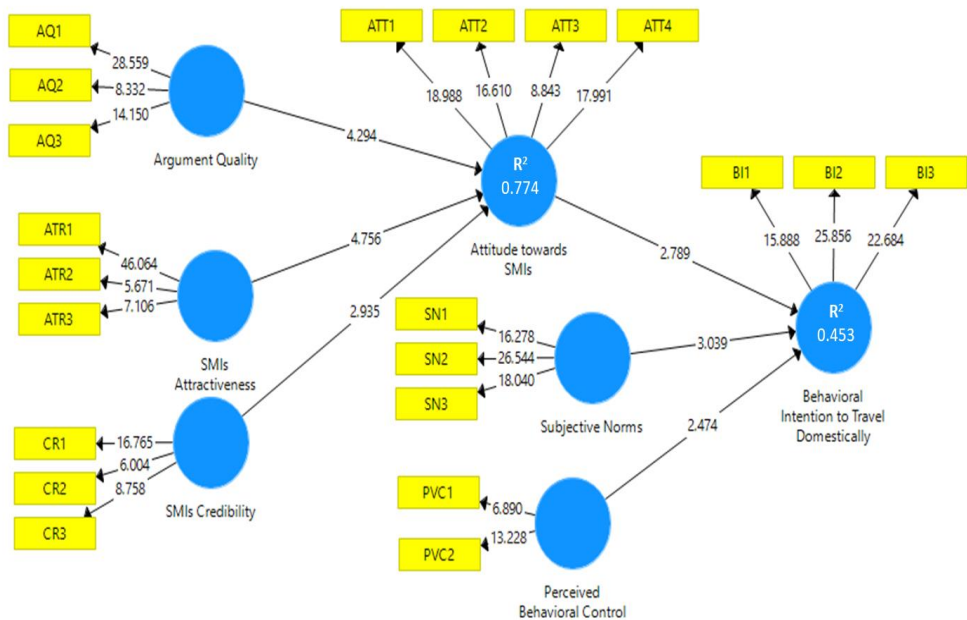 AQ1
AQ2
AQ3
28.559
8.332
14.150
Argument Quality
ATT1
ATT2
ATT3
ATT4
18.988
16.610
8.843
17.991
4.294
R²
0.774
Attitude towards
SMIs
BI1
BI2
BI3
15.888
25.856
22.684
ATR1
ATR2
ATR3
46.064
5.671
7.106
SMIs
Attractiveness
4.756
2.935
2.789
R²
0.453
Behavioral
Intention to Travel
Domestically
SN1
SN2
SN3
16.278
26.544
18.040
Subjective Norms
3.039
2.474
CR1
CR2
CR3
16.765
6.004
8.758
SMIs Credibility
PVC1
PVC2
6.890
13.228
Perceived
Behavioral Control